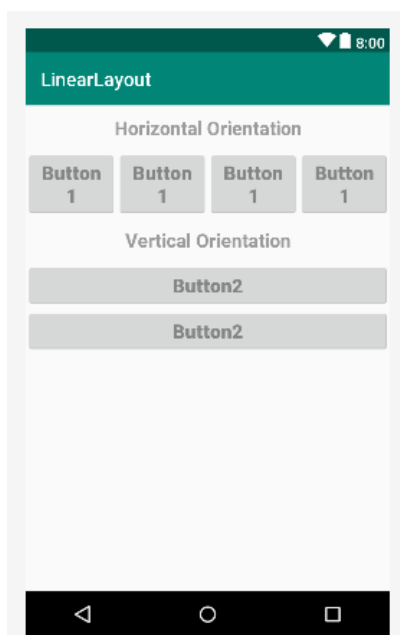 8:00
LinearLayout
Horizontal Orientation
Button Button Button Button
1 1 1 1
Vertical Orientation
Button2
Button2